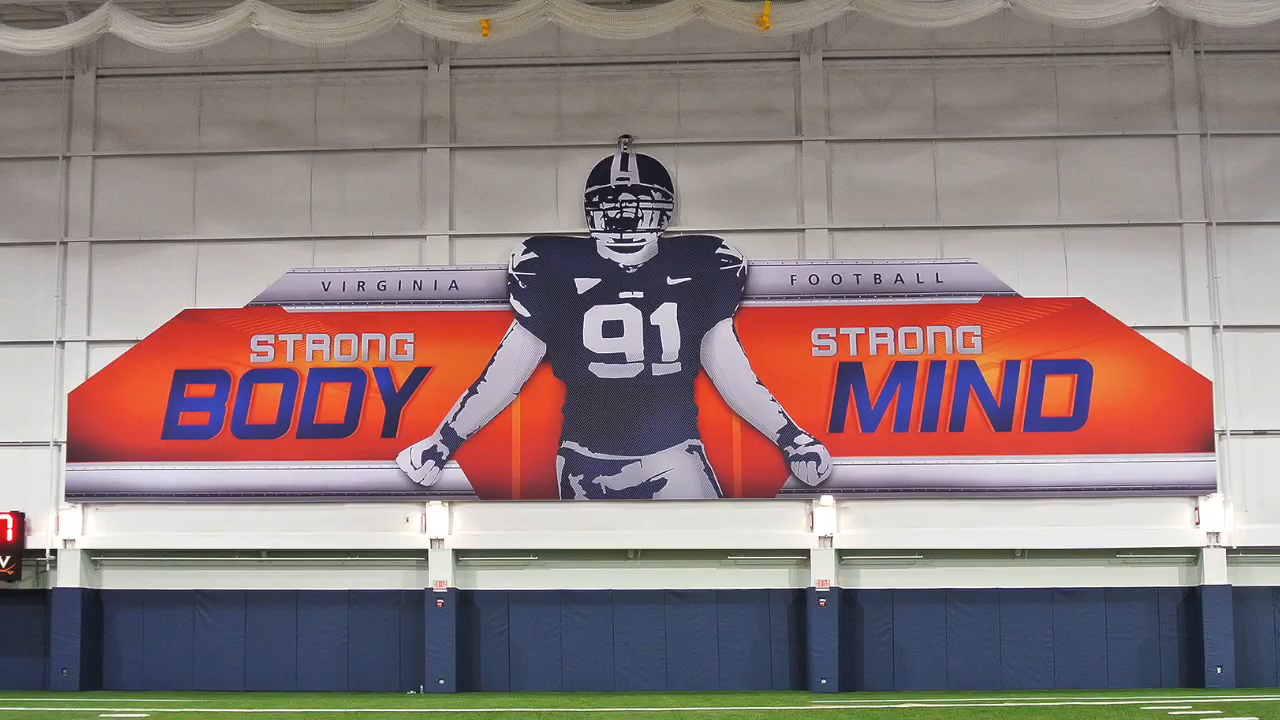 VIRGINIA
FOOTBALL
STRONG
BODY
91
STRONG
MIND